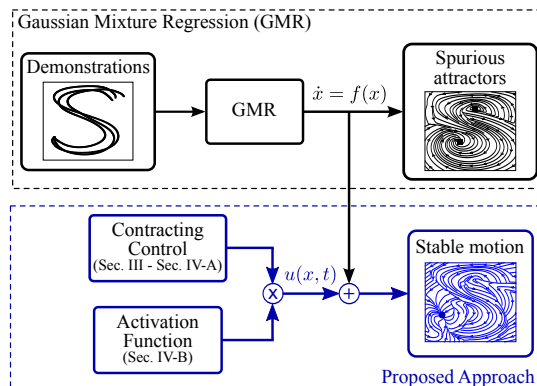 Gaussian Mixture Regression (GMR)
Demonstrations
GMR
ẋ = f(x)
Spurious
attractors
Contracting
Control
(Sec. III - Sec. IV-A)
Activation
Function
(Sec. IV-B)
x
u(x, t)
+
Stable motion
Proposed Approach